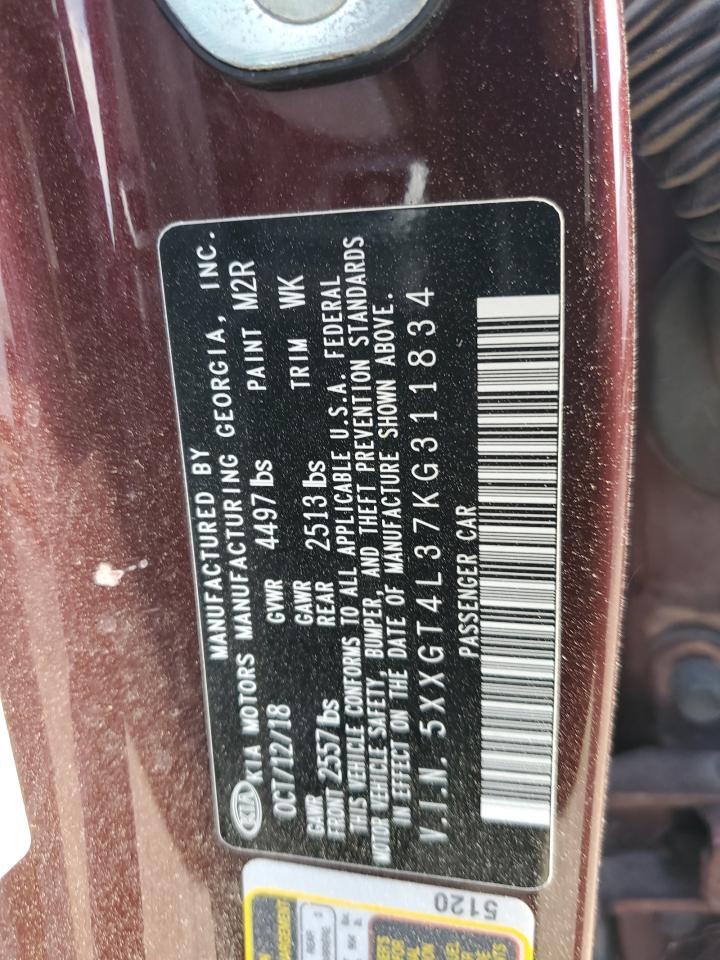 MANUFACTURED BY
KIA KIA MOTORS MANUFACTURING GEORGIA, INC.
OCT/12/18 GVWR 4497 lbs PAINT M2R
GAWR FRONT 2557 lbs GAWR REAR 2513 lbs TRIM WK
THIS VEHICLE CONFORMS TO ALL APPLICABLE U.S.A. FEDERAL
MOTOR VEHICLE SAFETY, BUMPER, AND THEFT PREVENTION STANDARDS
IN EFFECT ON THE DATE OF MANUFACTURE SHOWN ABOVE.
V.I.N. 5XXGT4L37KG311834
PASSENGER CAR
5120